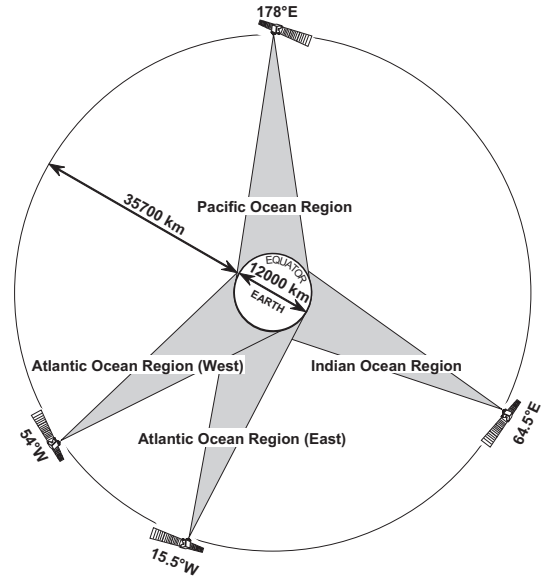 178°E
35700 km
Pacific Ocean Region
EQUATOR
12000 km
EARTH
Atlantic Ocean Region (West)
Indian Ocean Region
54°W
Atlantic Ocean Region (East)
64.5°E
15.5°W